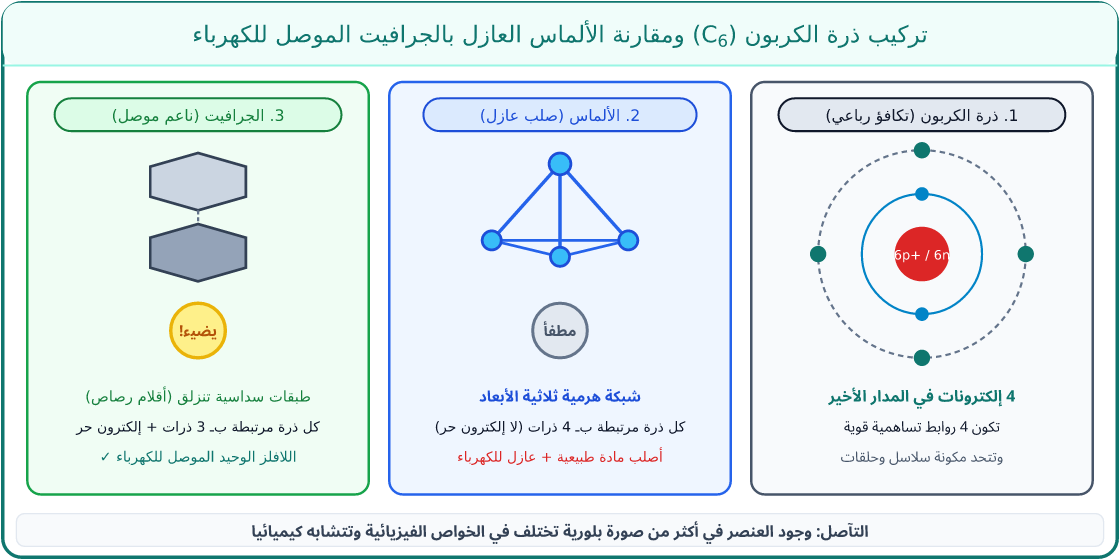 تركيب ذرة الكربون (C₆) ومقارنة الألماس العازل بالجرافيت الموصل للكهرباء
1. ذرة الكربون (تكافؤ رباعي)
6p+ / 6n
4 إلكترونات في المدار الأخير
تكون 4 روابط تساهمية قوية
وتتحد مكونة سلاسل وحلقات
2. الألماس (صلب عازل)
مطفأ
شبكة هرمية ثلاثية الأبعاد
كل ذرة مرتبطة بـ 4 ذرات (لا إلكترون حر)
أصلب مادة طبيعية + عازل للكهرباء
3. الجرافيت (ناعم موصل)
يضيء!
طبقات سداسية تنزلق (أقلام رصاص)
كل ذرة مرتبطة بـ 3 ذرات + إلكترون حر
اللافلز الوحيد الموصل للكهرباء ✓
التآصل: وجود العنصر في أكثر من صورة بلورية تختلف في الخواص الفيزيائية وتتشابه كيميائيا